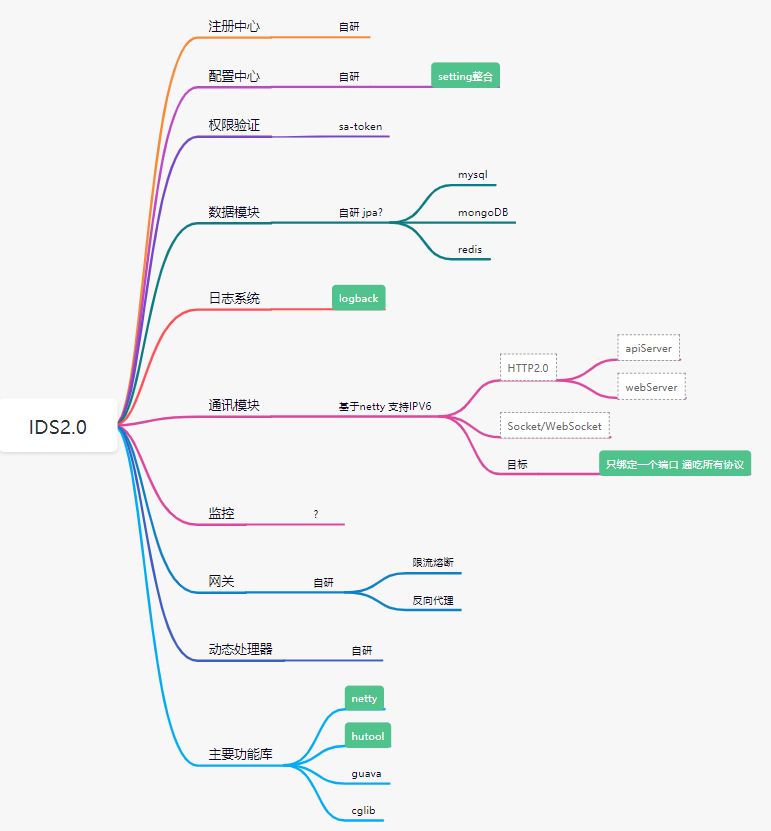 IDS2.0
注册中心
自研
配置中心
自研
setting整合
权限验证
sa-token
数据模块
自研 jpa?
mysql
mongoDB
redis
日志系统
logback
通讯模块
基于netty 支持IPV6
HTTP2.0
apiServer
webServer
Socket/WebSocket
目标
只绑定一个端口 通吃所有协议
监控
?
网关
自研
限流熔断
反向代理
动态处理器
自研
主要功能库
netty
hutool
guava
cglib